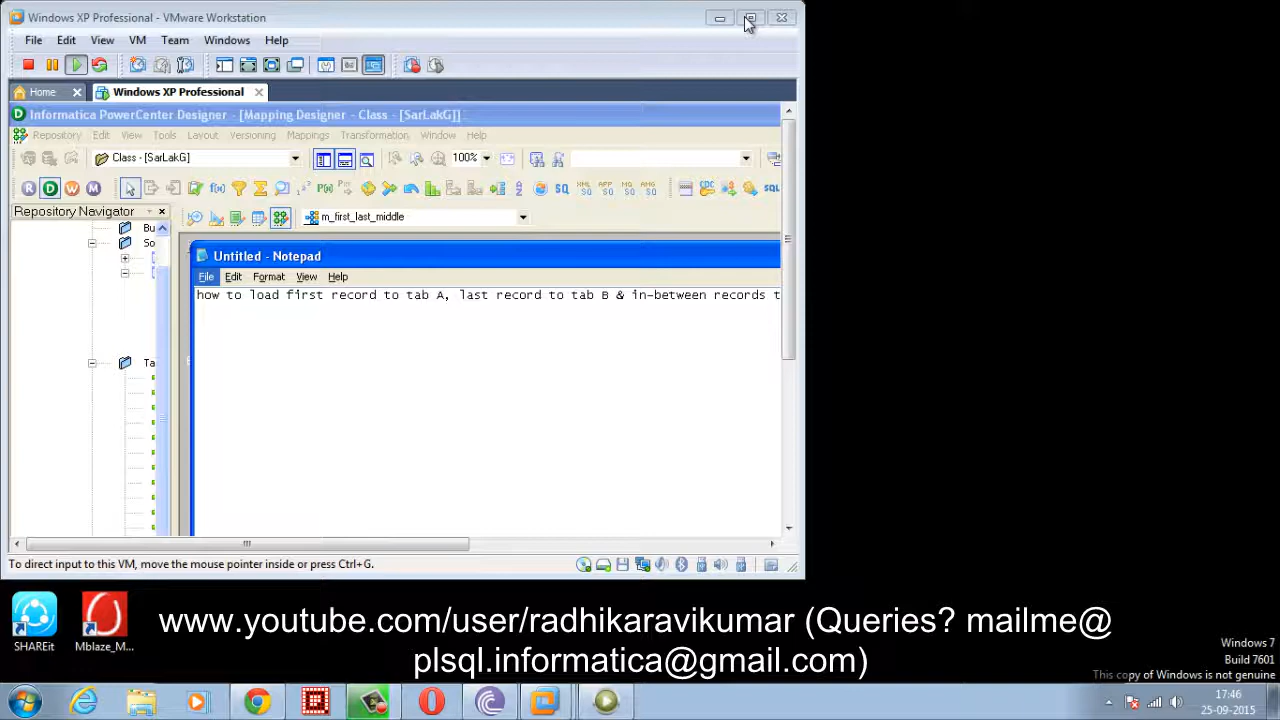 Windows XP Professional - VMware Workstation
File Edit View VM Team Windows Help
Home Windows XP Professional
Informatica PowerCenter Designer - [Mapping Designer - Class - [SarLakG]]
Repository Edit View Tools Layout Versioning Mappings Transformation Window Help
Class - [SarLakG] 100%
Repository Navigator
m_first_last_middle
Bu
So
Ta
Untitled - Notepad
File Edit Format View Help
how to load first record to tab A, last record to tab B & in-between records t
To direct input to this VM, move the mouse pointer inside or press Ctrl+G.
SHAREit
Mblaze_M...
www.youtube.com/user/radhikaravikumar (Queries? mailme@
plsql.informatica@gmail.com)
Windows 7
Build 7601
This copy of Windows is not genuine
17:46
25-09-2015